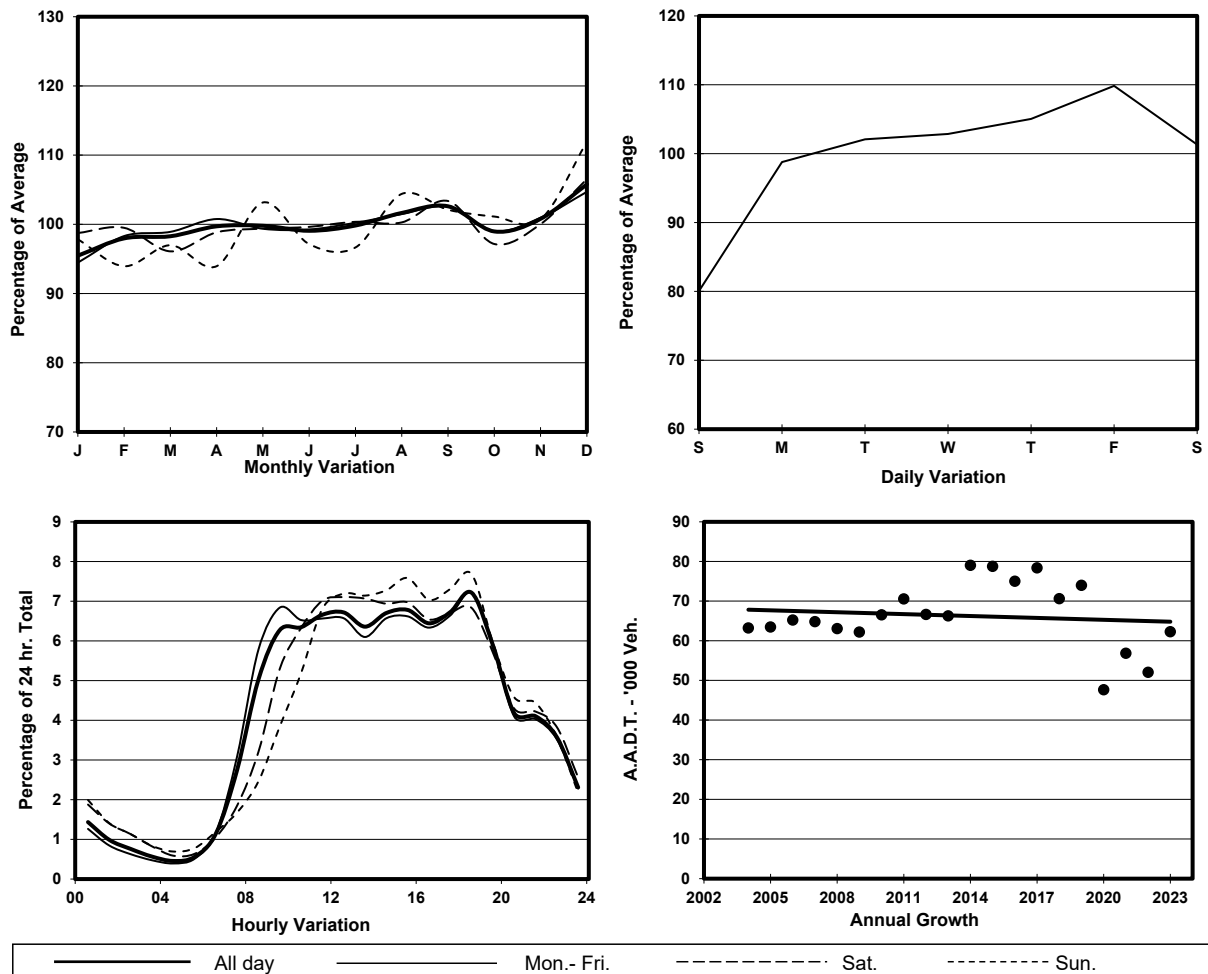 130
120
110
100
90
80
70
Percentage of Average
J F M A M J J A S O N D
Monthly Variation
120
110
100
90
80
70
60
Percentage of Average
S M T W T F S
Daily Variation
9
8
7
6
5
4
3
2
1
0
Percentage of 24 hr. Total
00 04 08 12 16 20 24
Hourly Variation
90
80
70
60
50
40
30
20
10
0
A.A.D.T. - '000 Veh.
2002 2005 2008 2011 2014 2017 2020 2023
Annual Growth
All day Mon.- Fri. Sat. Sun.